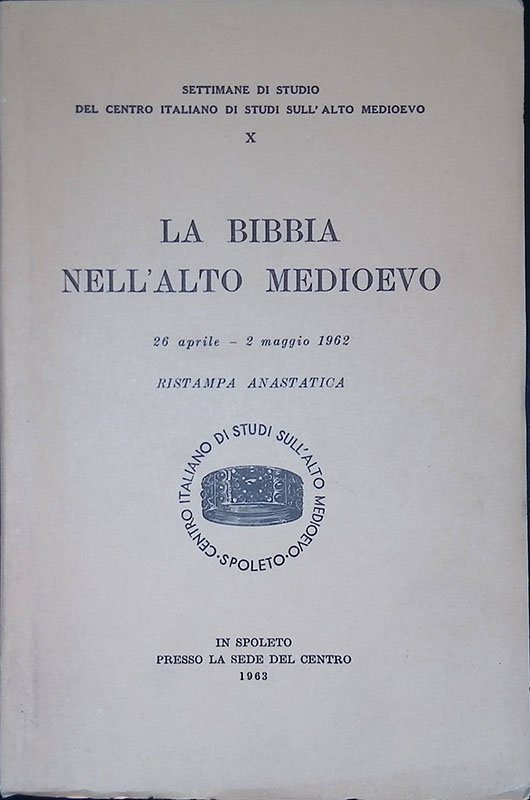 SETTIMANE DI STUDIO
DEL CENTRO ITALIANO DI STUDI SULL' ALTO MEDIOEVO
X
LA BIBBIA
NELL'ALTO MEDIOEVO
26 aprile – 2 maggio 1962
RISTAMPA ANASTATICA
CENTRO ITALIANO DI STUDI SULL'ALTO MEDIOEVO·SPOLETO·
IN SPOLETO
PRESSO LA SEDE DEL CENTRO
1963